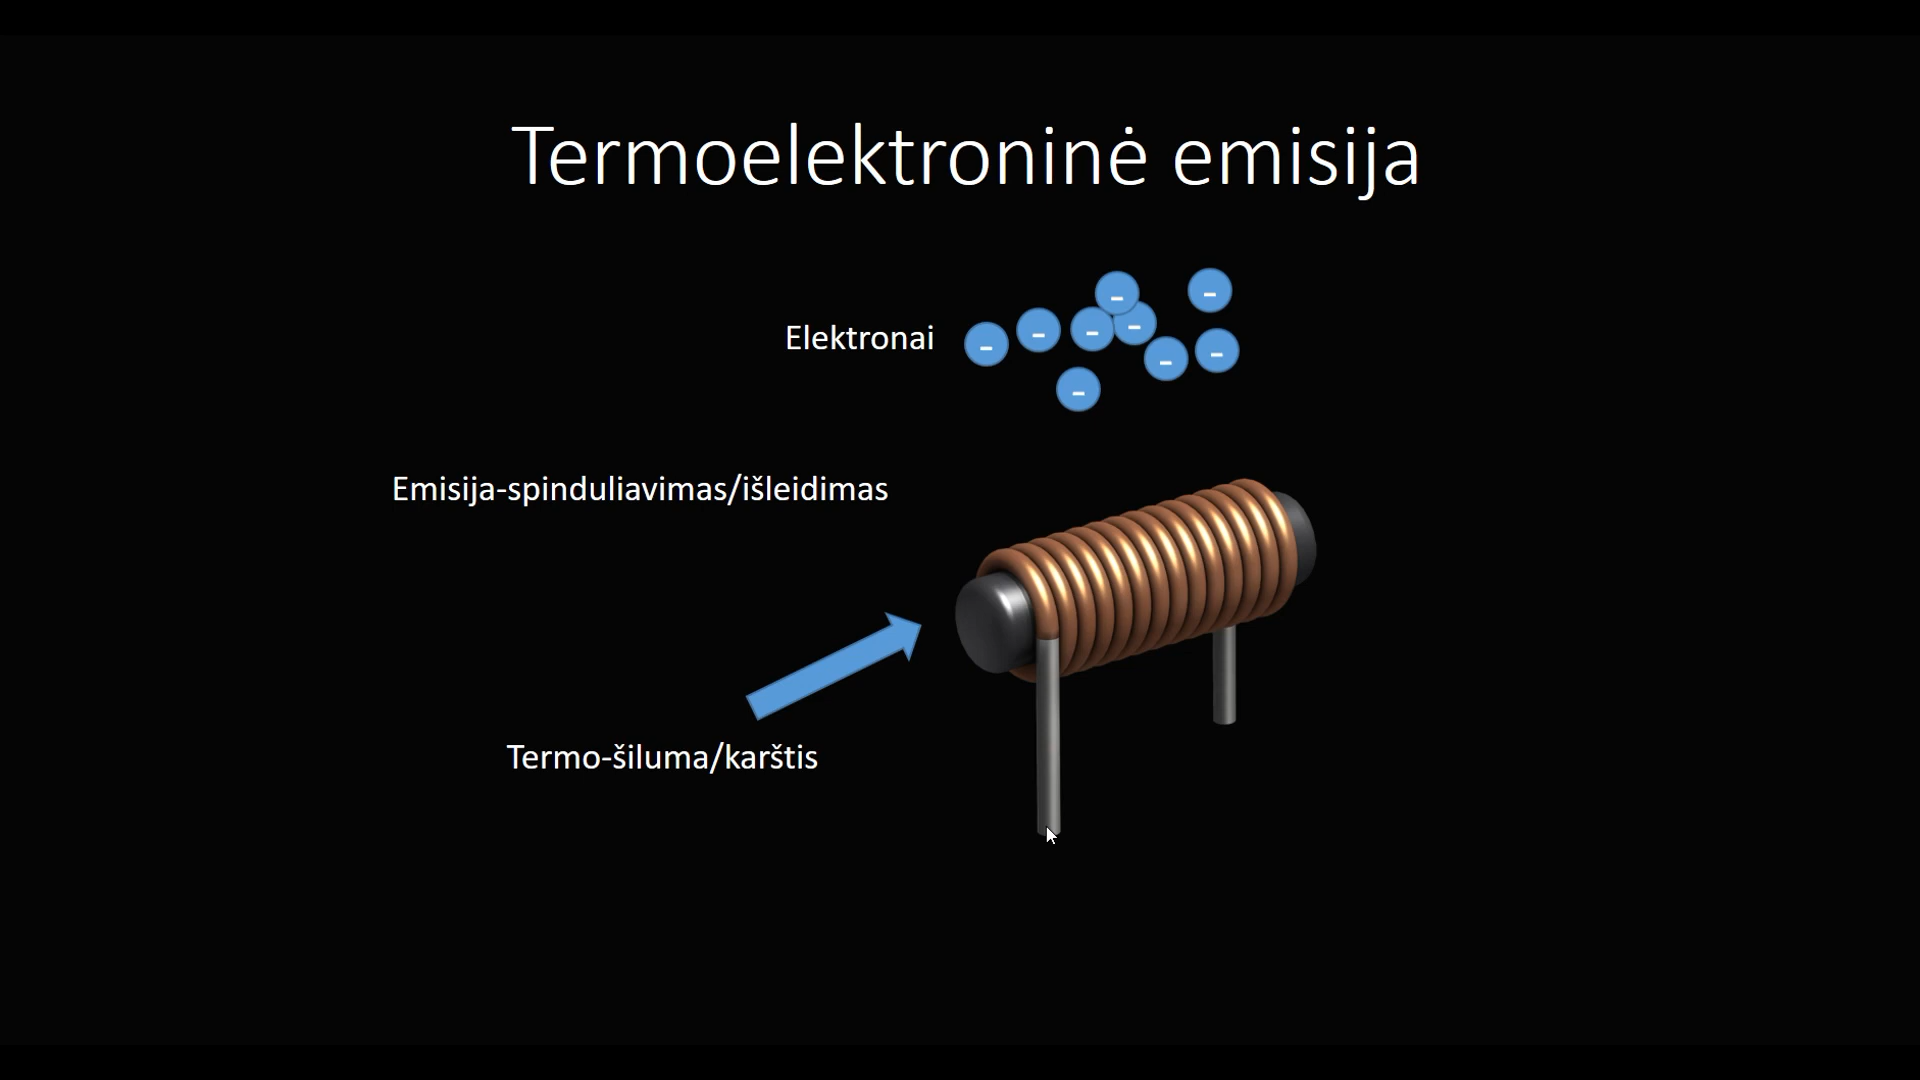 Termoelektroninė emisija
Elektronai
Emisija-spinduliavimas/išleidimas
Termo-šiluma/karštis